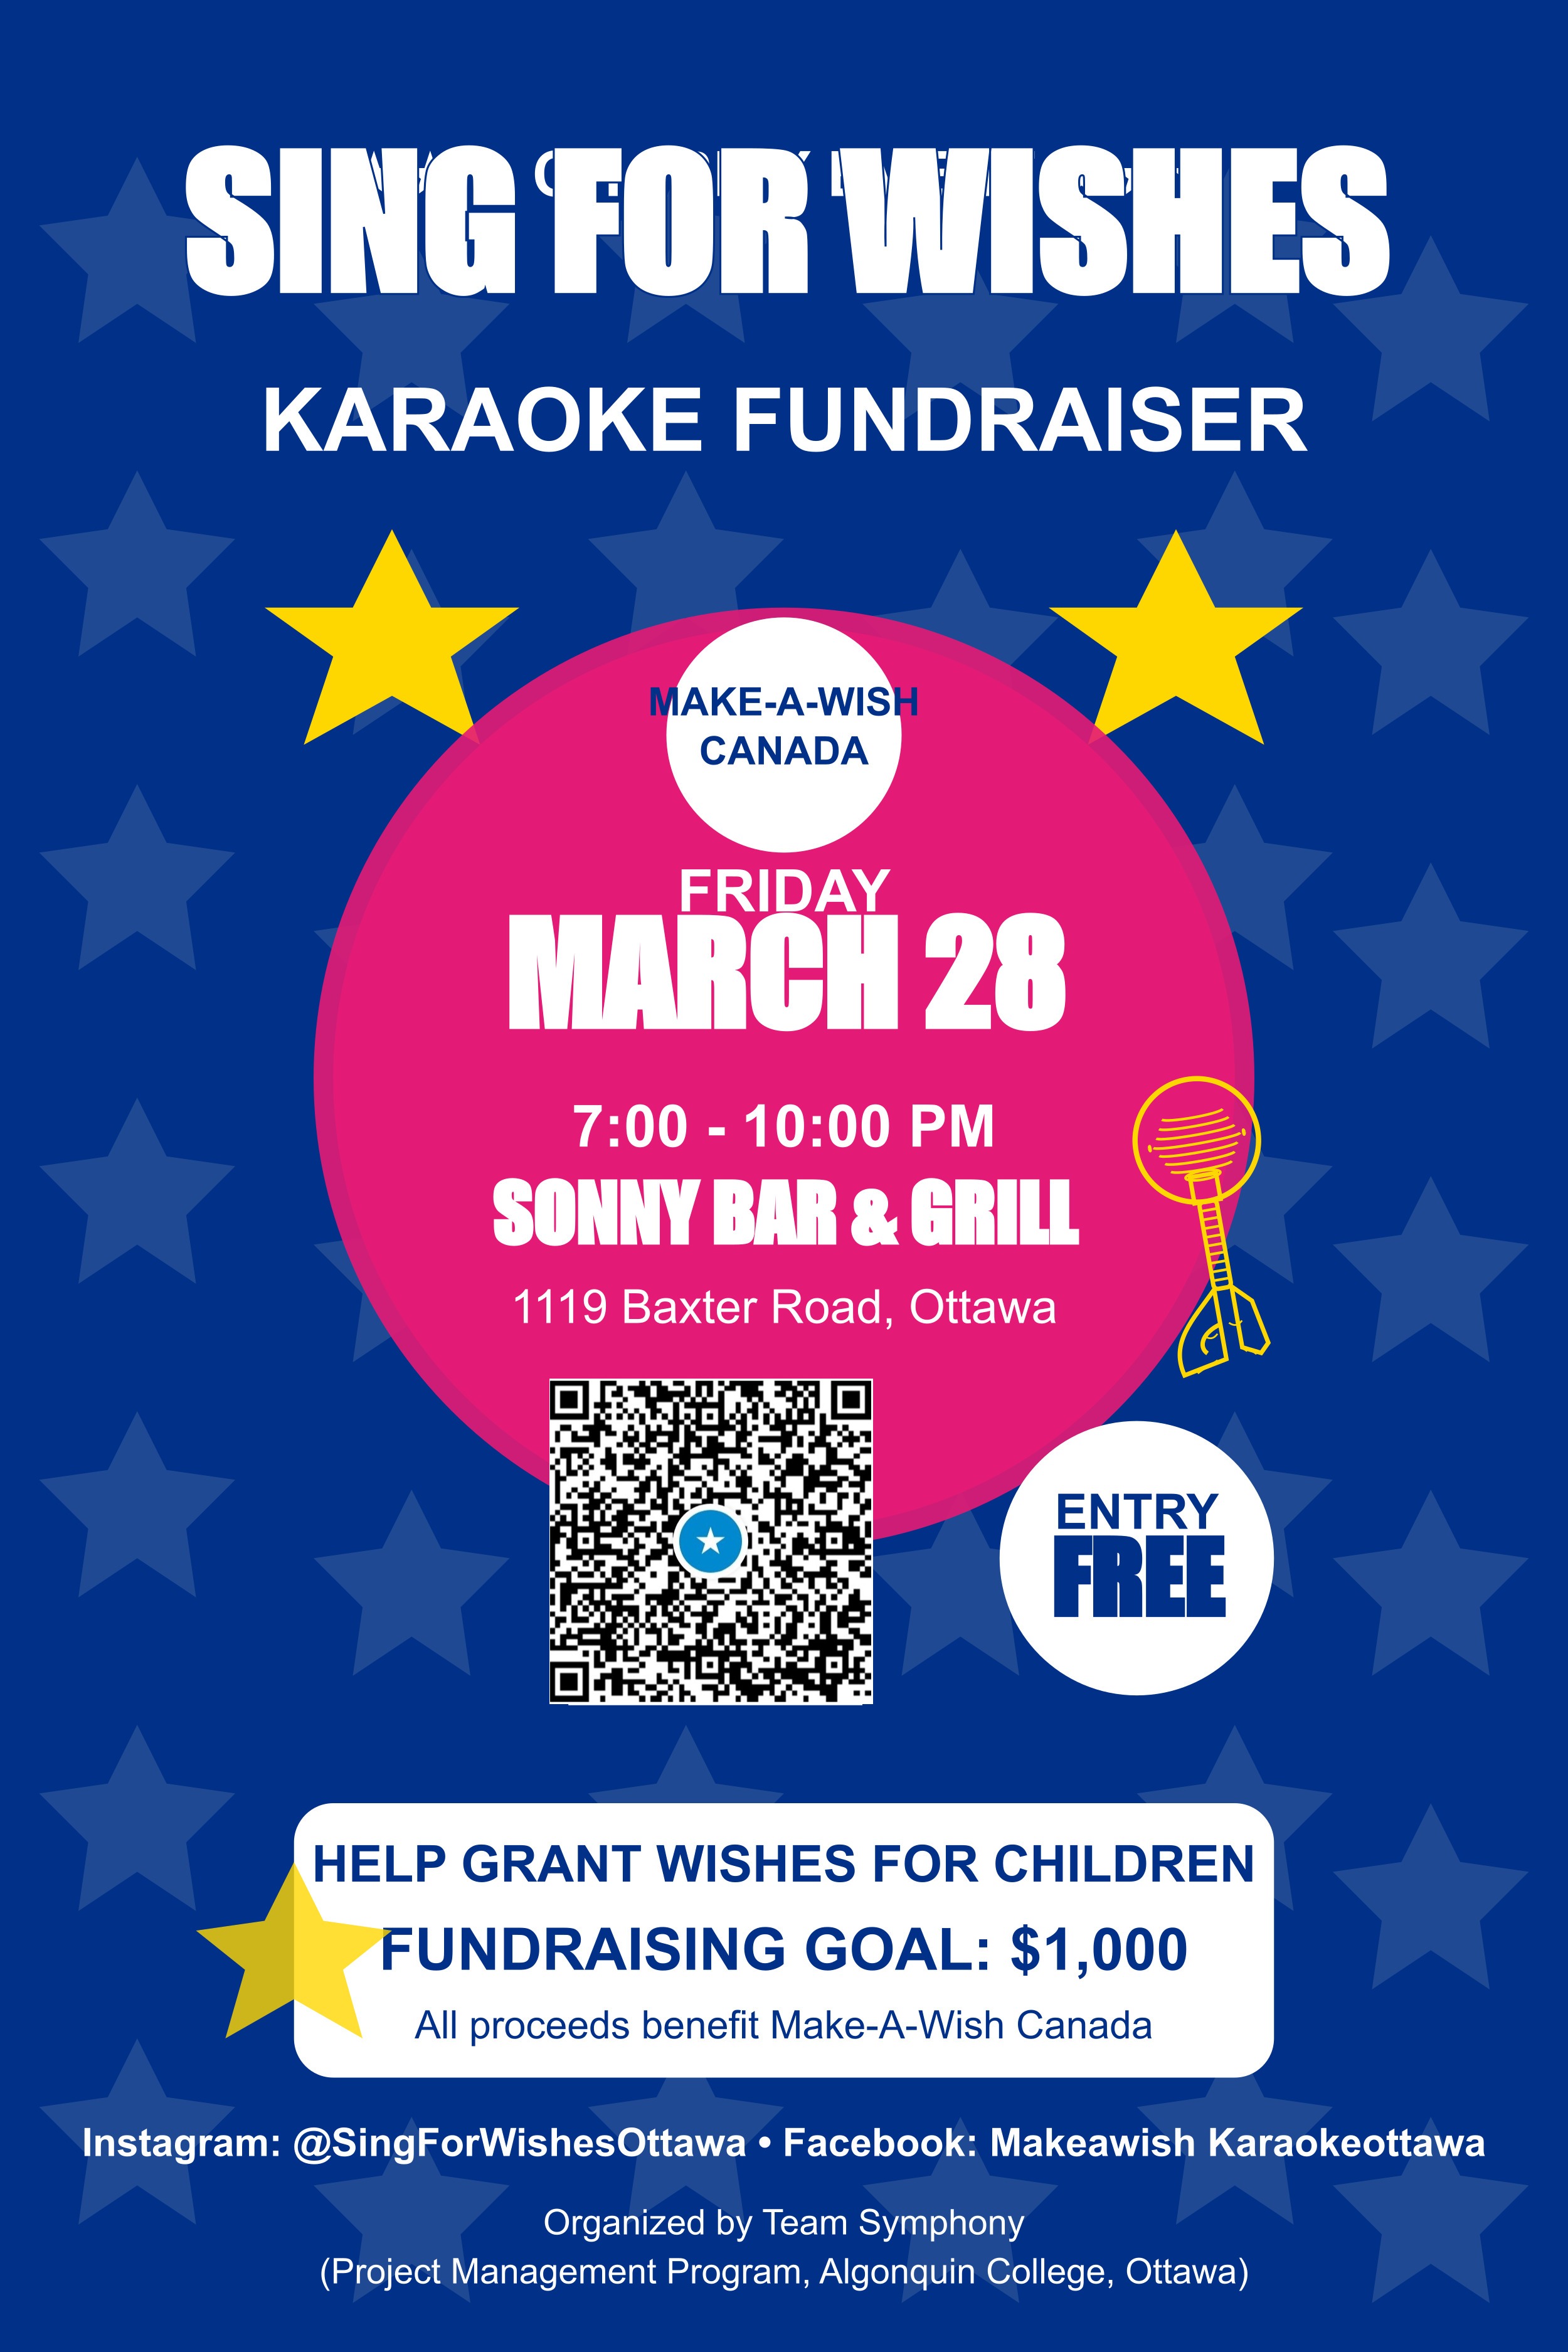 SING FOR WISHES
KARAOKE FUNDRAISER
MAKE-A-WISH
CANADA
FRIDAY
MARCH 28
7:00 - 10:00 PM
SONNY BAR & GRILL
1119 Baxter Road, Ottawa
ENTRY
FREE
HELP GRANT WISHES FOR CHILDREN
FUNDRAISING GOAL: $1,000
All proceeds benefit Make-A-Wish Canada
Instagram: @SingForWishesOttawa • Facebook: Makeawish Karaokeottawa
Organized by Team Symphony
(Project Management Program, Algonquin College, Ottawa)